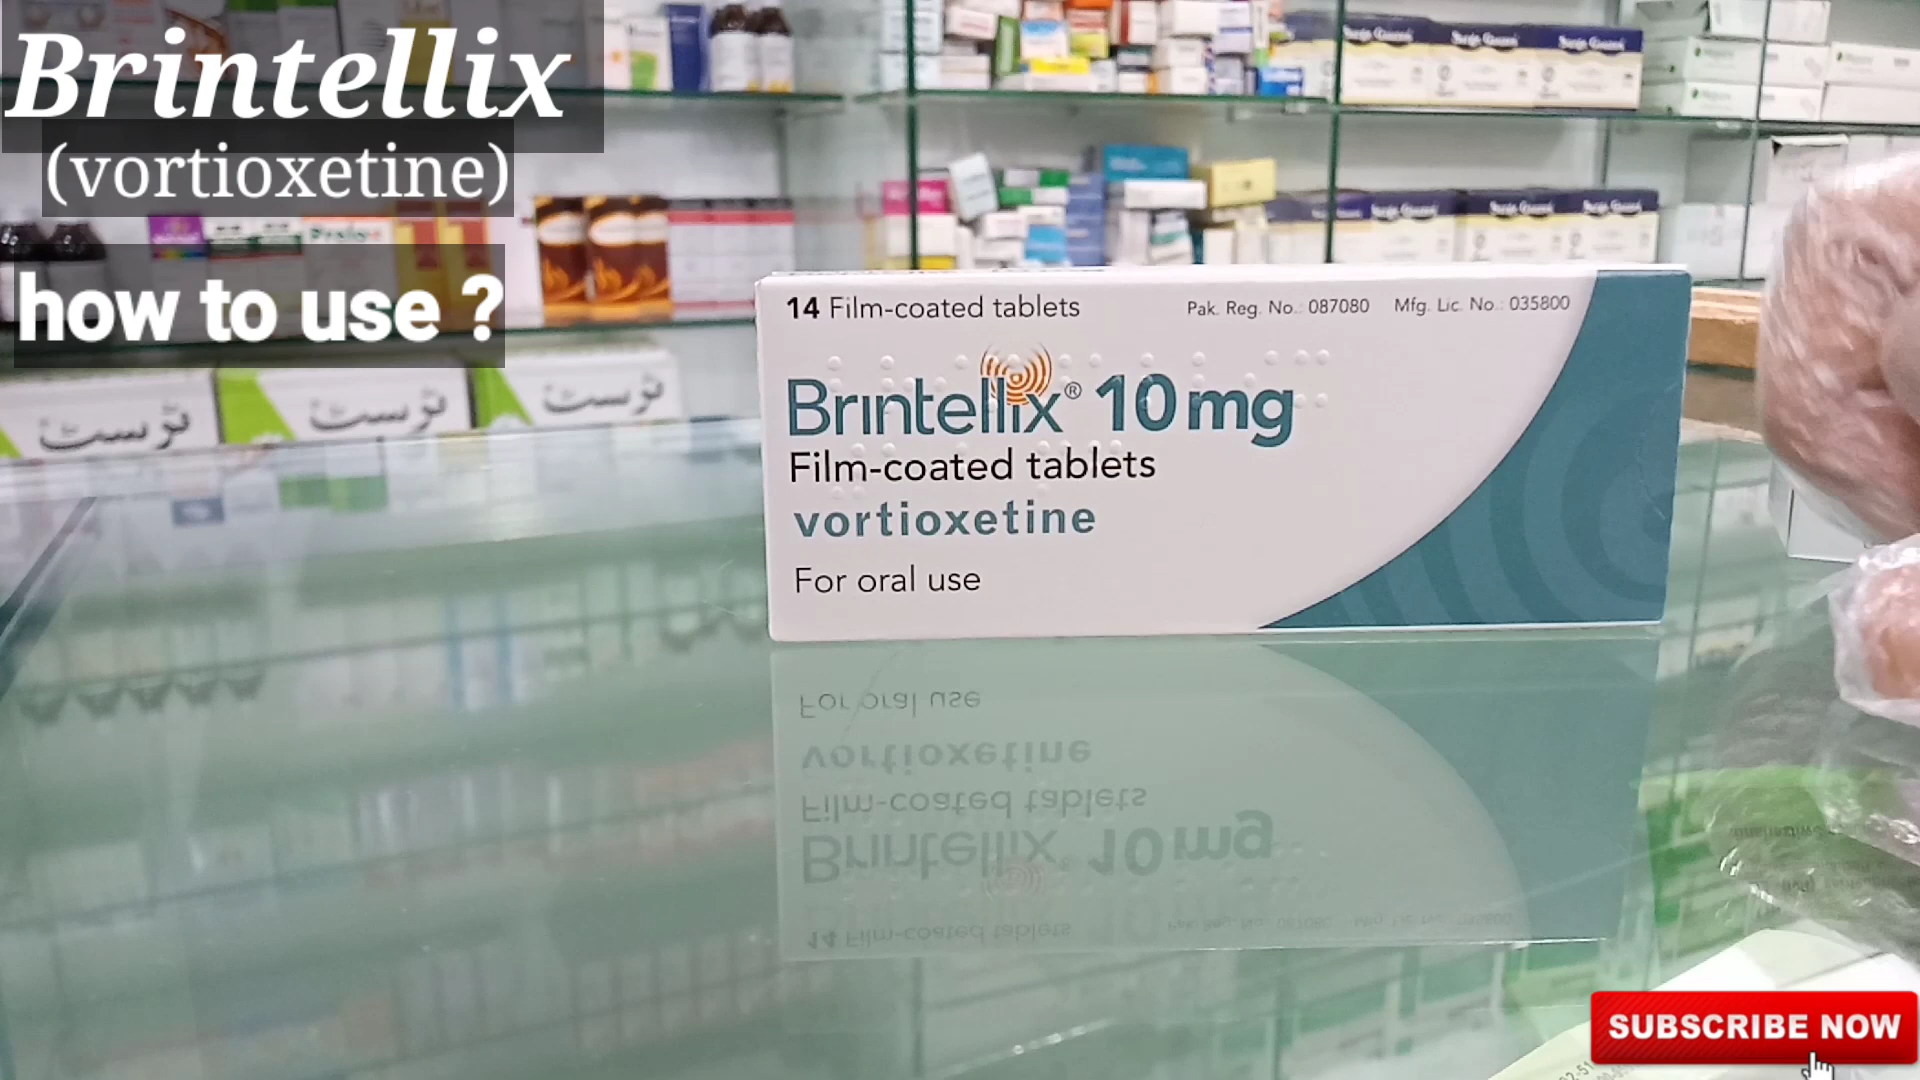 Brintellix
(vortioxetine)
how to use ?
14 Film-coated tablets
Pak. Reg. No.: 087080 Mfg. Lic. No.: 035800
Brintellix® 10 mg
Film-coated tablets
vortioxetine
For oral use
SUBSCRIBE NOW